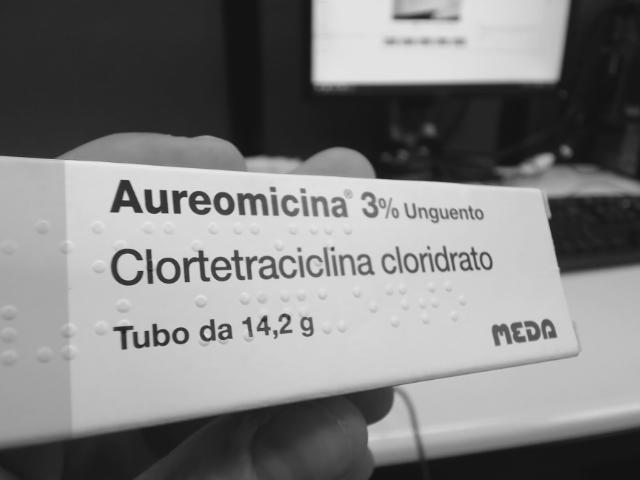 Aureomicina® 3% Unguento
Clortetraciclina cloridrato
Tubo da 14,2 g
MEDA